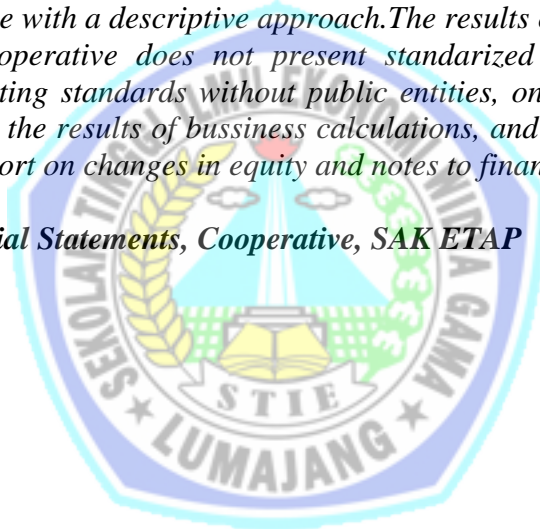 e with a descriptive approach.The results o
operative does not present standarized
ting standards without public entities, on
the results of bussiness calculations, and
ort on changes in equity and notes to finan
ial Statements, Cooperative, SAK ETAP
SEKOLAH TINGGI ILMU EKONOMI WIDYA GAMA
STIE
LUMAJANG